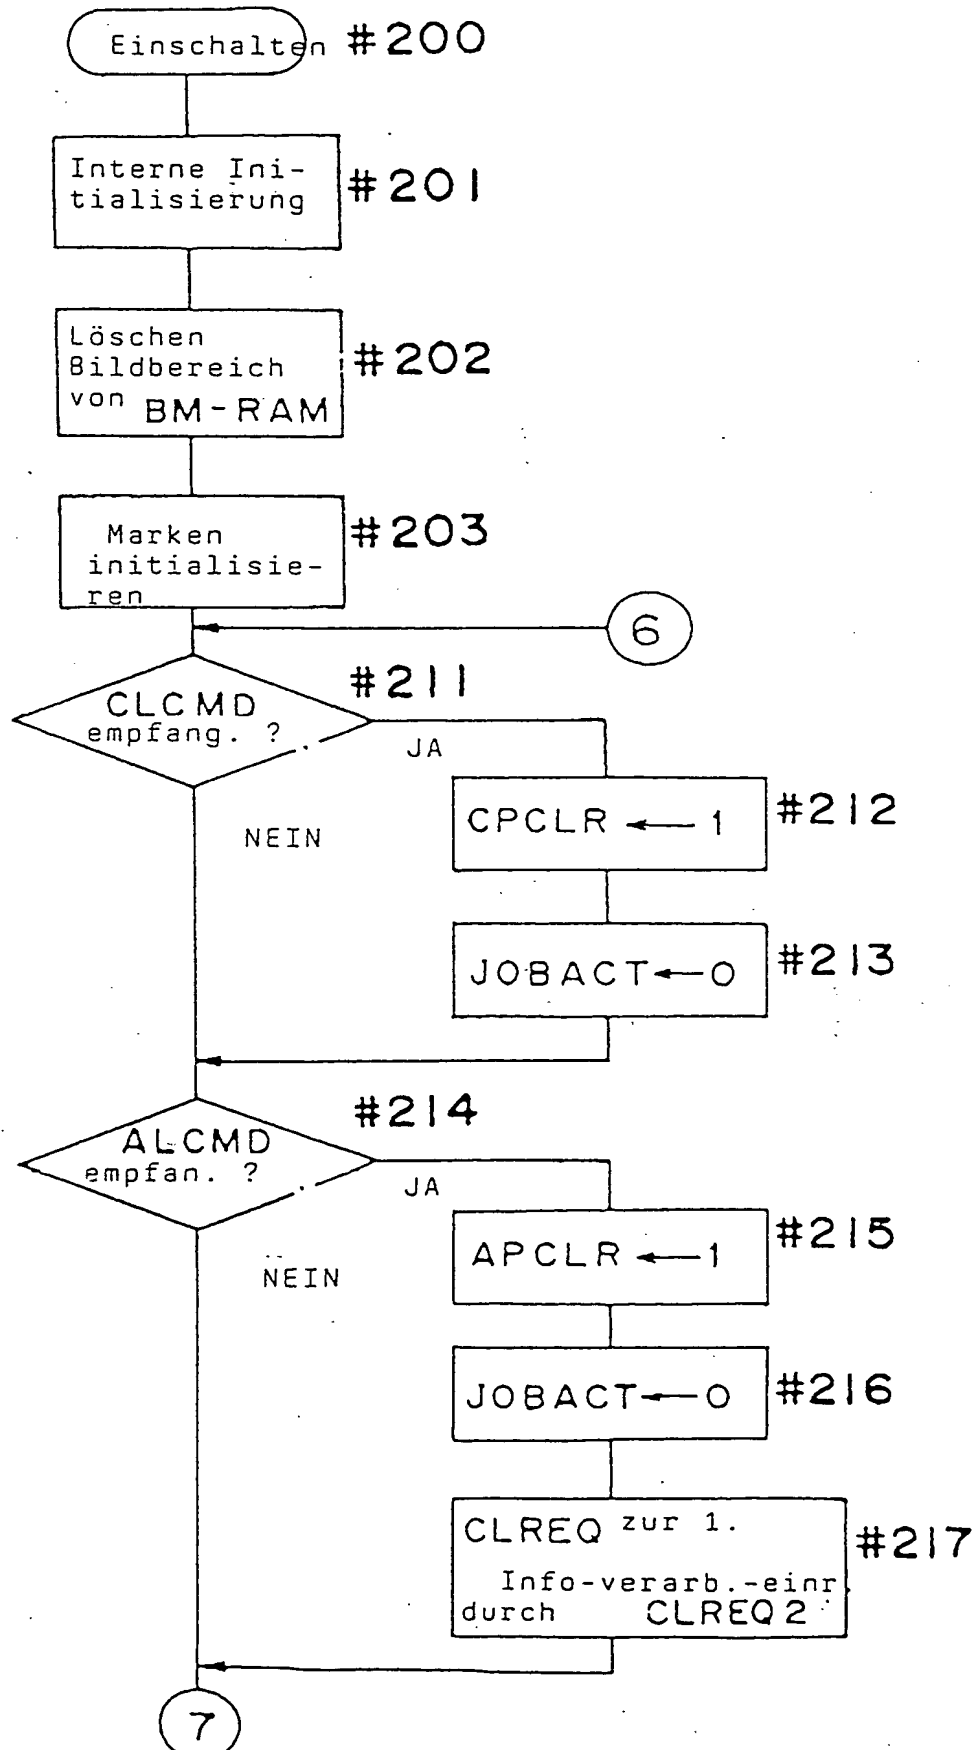 Einschalten #200
Interne Ini-
tialisierung
#201
Löschen
Bildbereich
von BM-RAM
#202
Marken
initialisie-
ren
#203
6
#211
CLCMD
empfang. ?
JA
NEIN
CPCLR ← 1
#212
JOBACT ← 0
#213
#214
ALCMD
empfan. ?
JA
NEIN
APCLR ← 1
#215
JOBACT ← 0
#216
CLREQ zur 1.
Info-verarb.-einr.
durch CLREQ2
#217
7